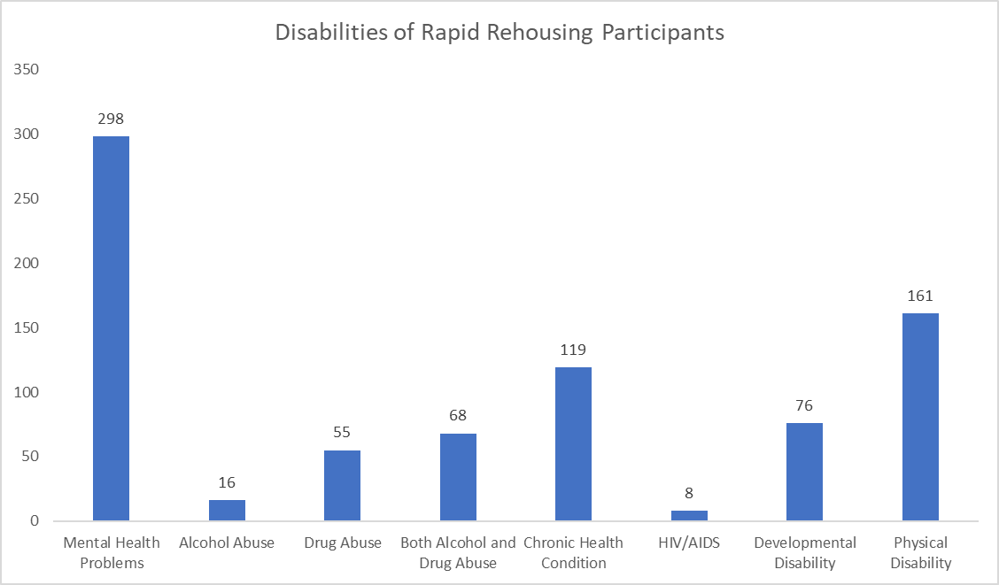 Disabilities of Rapid Rehousing Participants
350
300
250
200
150
100
50
0
298
16
55
68
119
8
76
161
Mental Health
Problems
Alcohol Abuse
Drug Abuse
Both Alcohol and
Drug Abuse
Chronic Health
Condition
HIV/AIDS
Developmental
Disability
Physical
Disability